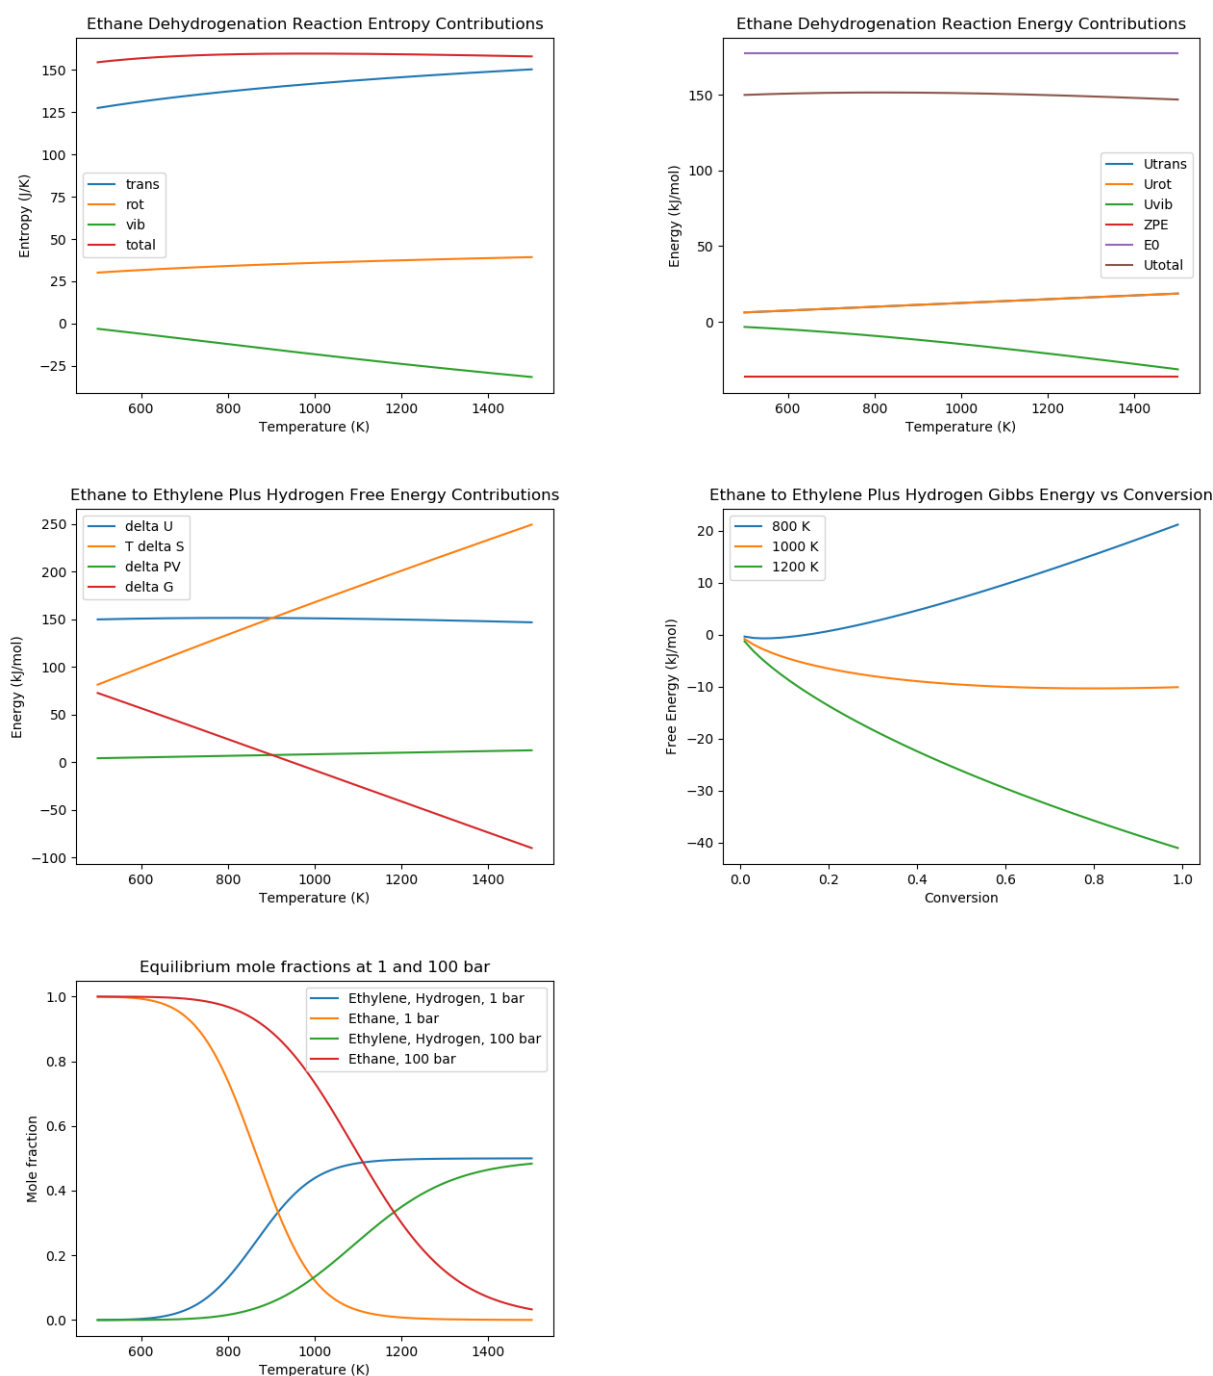 Ethane Dehydrogenation Reaction Entropy Contributions
Entropy (J/K)
150
125
100
75
50
25
0
−25
trans
rot
vib
total
600 800 1000 1200 1400
Temperature (K)
Ethane Dehydrogenation Reaction Energy Contributions
Energy (kJ/mol)
150
100
50
0
Utrans
Urot
Uvib
ZPE
E0
Utotal
600 800 1000 1200 1400
Temperature (K)
Ethane to Ethylene Plus Hydrogen Free Energy Contributions
Energy (kJ/mol)
250
200
150
100
50
0
−50
−100
delta U
T delta S
delta PV
delta G
600 800 1000 1200 1400
Temperature (K)
Ethane to Ethylene Plus Hydrogen Gibbs Energy vs Conversion
Free Energy (kJ/mol)
20
10
0
−10
−20
−30
−40
800 K
1000 K
1200 K
0.0 0.2 0.4 0.6 0.8 1.0
Conversion
Equilibrium mole fractions at 1 and 100 bar
Mole fraction
1.0
0.8
0.6
0.4
0.2
0.0
Ethylene, Hydrogen, 1 bar
Ethane, 1 bar
Ethylene, Hydrogen, 100 bar
Ethane, 100 bar
600 800 1000 1200 1400
Temperature (K)